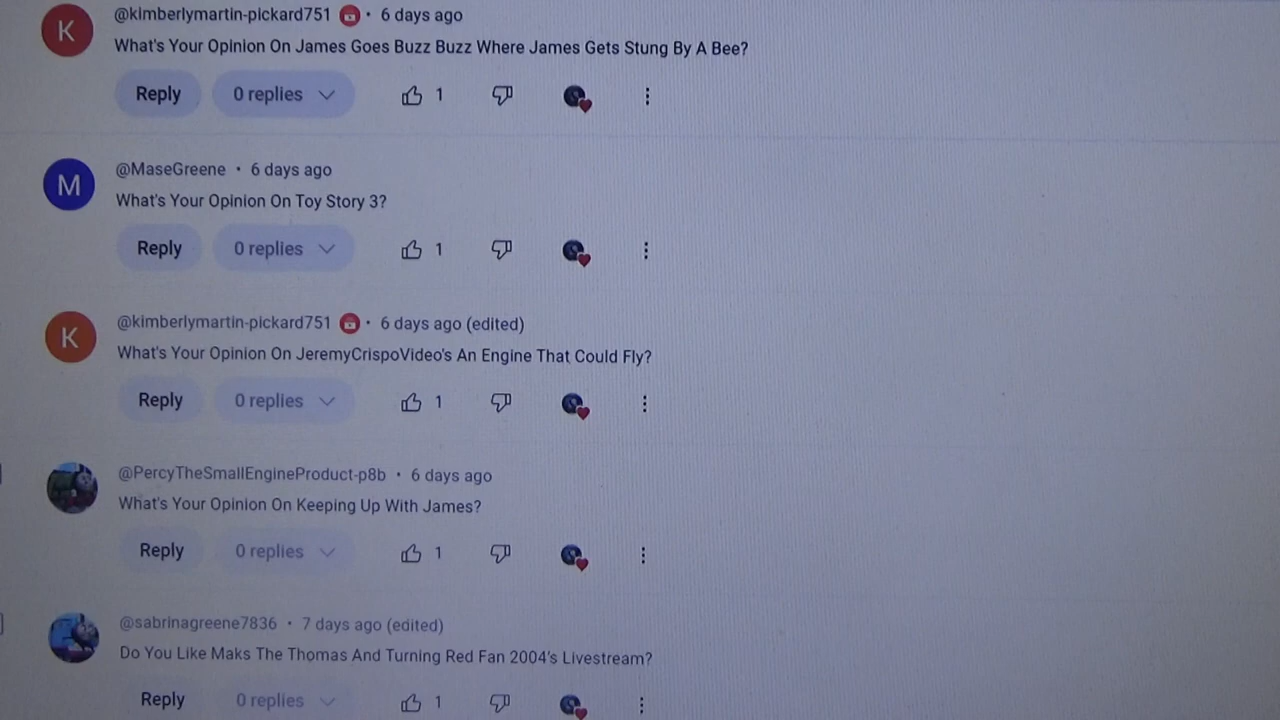 @kimberlymartin-pickard751 • 6 days ago
What's Your Opinion On James Goes Buzz Buzz Where James Gets Stung By A Bee?
Reply 0 replies 1
M @MaseGreene • 6 days ago
What's Your Opinion On Toy Story 3?
Reply 0 replies 1
K @kimberlymartin-pickard751 • 6 days ago (edited)
What's Your Opinion On JeremyCrispoVideo's An Engine That Could Fly?
Reply 0 replies 1
@PercyTheSmallEngineProduct-p8b • 6 days ago
What's Your Opinion On Keeping Up With James?
Reply 0 replies 1
@sabrinagreene7836 • 7 days ago (edited)
Do You Like Maks The Thomas And Turning Red Fan 2004's Livestream?
Reply 0 replies 1